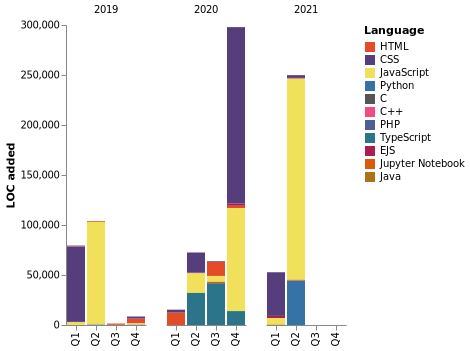 2019 2020 2021
300,000
250,000
200,000
150,000
100,000
50,000
0
LOC added
Q1 Q2 Q3 Q4 Q1 Q2 Q3 Q4 Q1 Q2 Q3 Q4
Language
HTML
CSS
JavaScript
Python
C
C++
PHP
TypeScript
EJS
Jupyter Notebook
Java